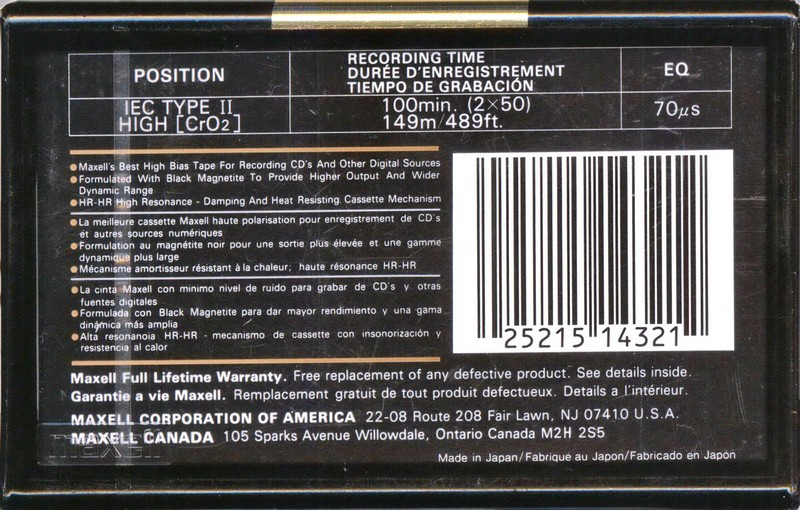 POSITION
RECORDING TIME
DURÉE D'ENREGISTREMENT
TIEMPO DE GRABACIÓN
EQ
IEC TYPE II
HIGH [CrO2]
100min. (2×50)
149m/489ft.
70μs
Maxell's Best High Bias Tape For Recording CD's And Other Digital Sources
Formulated With Black Magnetite To Provide Higher Output And Wider
Dynamic Range
HR-HR High Resonance - Damping And Heat Resisting Cassette Mechanism
La meilleure cassette Maxell haute polarisation pour enregistrement de CD's
et autres sources numériques
Formulation au magnétite noir pour une sortie plus élevée et une gamme
dynamique plus large
Mécanisme amortisseur résistant à la chaleur; haute résonance HR-HR
La cinta Maxell con minimo nivel de ruido para grabar de CD's y otras
fuentes digitales
Formulada con Black Magnetite para dar mayor rendimiento y una gama
dinámica más amplia
Alta resonanoia HR-HR - mecanismo de cassette con insonorización y
resistencia al calor
25215 14321
Maxell Full Lifetime Warranty. Free replacement of any defective product. See details inside.
Garantie a vie Maxell. Remplacement gratuit de tout produit defectueux. Details a l'intérieur.
MAXELL CORPORATION OF AMERICA 22-08 Route 208 Fair Lawn, NJ 07410 U.S.A.
MAXELL CANADA 105 Sparks Avenue Willowdale, Ontario Canada M2H 2S5
maxell
Made in Japan/Fabriqué au Japon/Fabricado en Japón